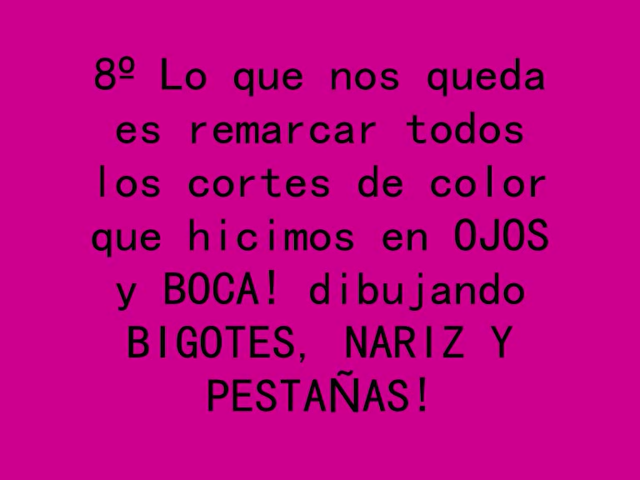 8º Lo que nos queda
es remarcar todos
los cortes de color
que hicimos en OJOS
y BOCA! dibujando
BIGOTES, NARIZ Y
PESTAÑAS!